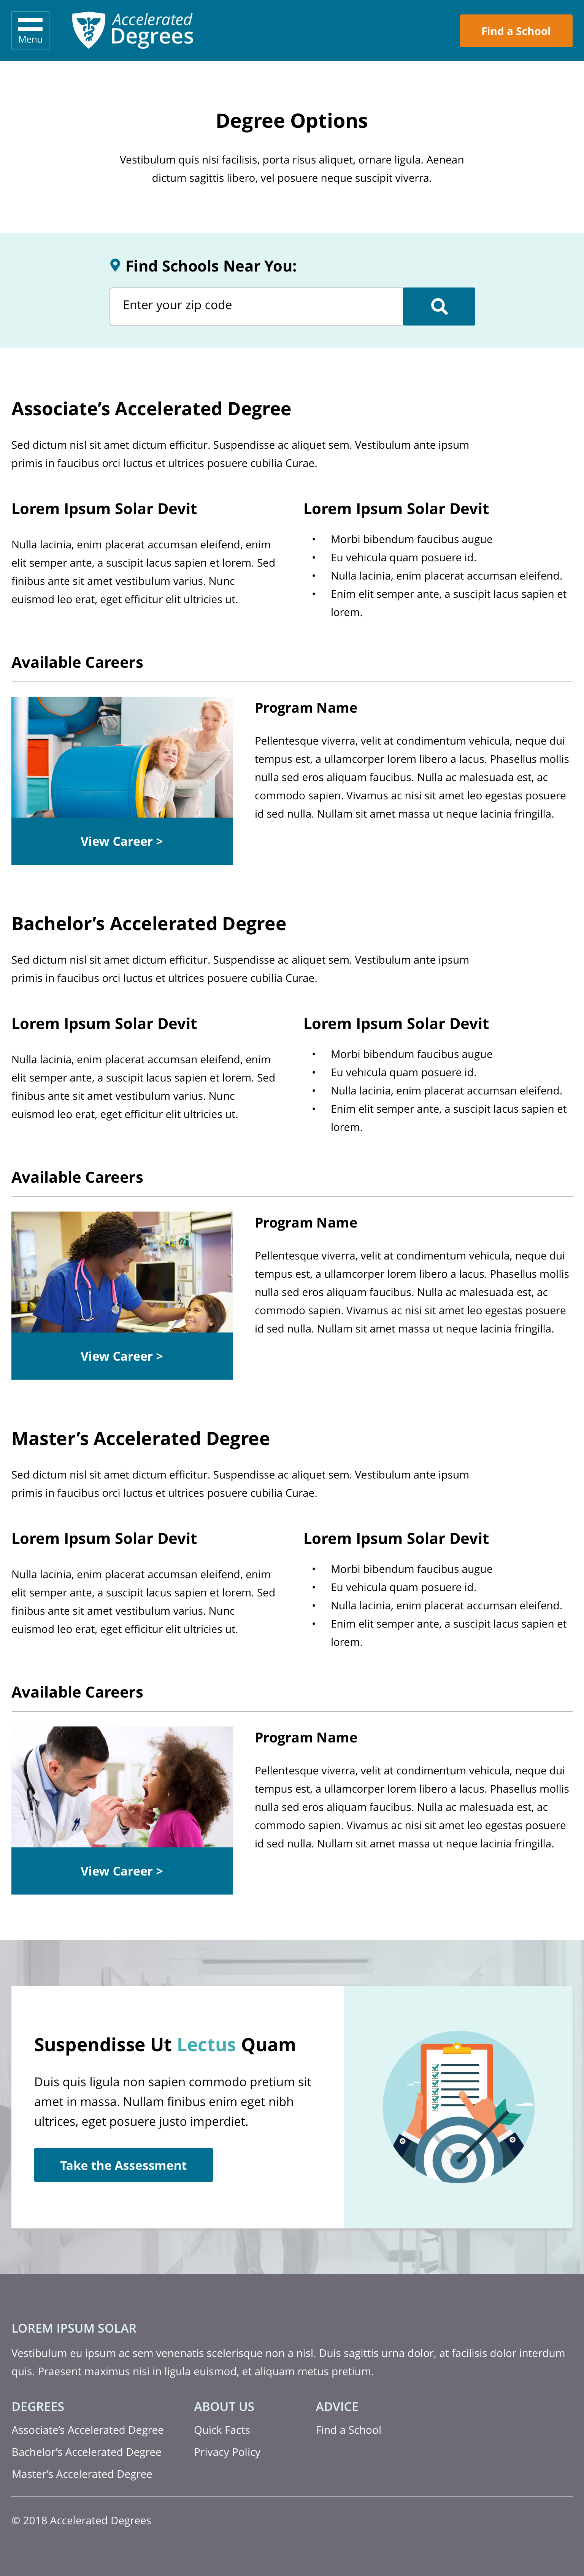 Menu
Accelerated
Degrees
Find a School
Degree Options
Vestibulum quis nisi facilisis, porta risus aliquet, ornare ligula. Aenean
dictum sagittis libero, vel posuere neque suscipit viverra.
Find Schools Near You:
Enter your zip code
Associate’s Accelerated Degree
Sed dictum nisl sit amet dictum efficitur. Suspendisse ac aliquet sem. Vestibulum ante ipsum
primis in faucibus orci luctus et ultrices posuere cubilia Curae.
Lorem Ipsum Solar Devit
Nulla lacinia, enim placerat accumsan eleifend, enim
elit semper ante, a suscipit lacus sapien et lorem. Sed
finibus ante sit amet vestibulum varius. Nunc
euismod leo erat, eget efficitur elit ultricies ut.
Lorem Ipsum Solar Devit
• Morbi bibendum faucibus augue
• Eu vehicula quam posuere id.
• Nulla lacinia, enim placerat accumsan eleifend.
• Enim elit semper ante, a suscipit lacus sapien et
lorem.
Available Careers
View Career >
Program Name
Pellentesque viverra, velit at condimentum vehicula, neque dui
tempus est, a ullamcorper lorem libero a lacus. Phasellus mollis
nulla sed eros aliquam faucibus. Nulla ac malesuada est, ac
commodo sapien. Vivamus ac nisi sit amet leo egestas posuere
id sed nulla. Nullam sit amet massa ut neque lacinia fringilla.
Bachelor’s Accelerated Degree
Sed dictum nisl sit amet dictum efficitur. Suspendisse ac aliquet sem. Vestibulum ante ipsum
primis in faucibus orci luctus et ultrices posuere cubilia Curae.
Lorem Ipsum Solar Devit
Nulla lacinia, enim placerat accumsan eleifend, enim
elit semper ante, a suscipit lacus sapien et lorem. Sed
finibus ante sit amet vestibulum varius. Nunc
euismod leo erat, eget efficitur elit ultricies ut.
Lorem Ipsum Solar Devit
• Morbi bibendum faucibus augue
• Eu vehicula quam posuere id.
• Nulla lacinia, enim placerat accumsan eleifend.
• Enim elit semper ante, a suscipit lacus sapien et
lorem.
Available Careers
View Career >
Program Name
Pellentesque viverra, velit at condimentum vehicula, neque dui
tempus est, a ullamcorper lorem libero a lacus. Phasellus mollis
nulla sed eros aliquam faucibus. Nulla ac malesuada est, ac
commodo sapien. Vivamus ac nisi sit amet leo egestas posuere
id sed nulla. Nullam sit amet massa ut neque lacinia fringilla.
Master’s Accelerated Degree
Sed dictum nisl sit amet dictum efficitur. Suspendisse ac aliquet sem. Vestibulum ante ipsum
primis in faucibus orci luctus et ultrices posuere cubilia Curae.
Lorem Ipsum Solar Devit
Nulla lacinia, enim placerat accumsan eleifend, enim
elit semper ante, a suscipit lacus sapien et lorem. Sed
finibus ante sit amet vestibulum varius. Nunc
euismod leo erat, eget efficitur elit ultricies ut.
Lorem Ipsum Solar Devit
• Morbi bibendum faucibus augue
• Eu vehicula quam posuere id.
• Nulla lacinia, enim placerat accumsan eleifend.
• Enim elit semper ante, a suscipit lacus sapien et
lorem.
Available Careers
View Career >
Program Name
Pellentesque viverra, velit at condimentum vehicula, neque dui
tempus est, a ullamcorper lorem libero a lacus. Phasellus mollis
nulla sed eros aliquam faucibus. Nulla ac malesuada est, ac
commodo sapien. Vivamus ac nisi sit amet leo egestas posuere
id sed nulla. Nullam sit amet massa ut neque lacinia fringilla.
Suspendisse Ut Lectus Quam
Duis quis ligula non sapien commodo pretium sit
amet in massa. Nullam finibus enim eget nibh
ultrices, eget posuere justo imperdiet.
Take the Assessment
LOREM IPSUM SOLAR
Vestibulum eu ipsum ac sem venenatis scelerisque non a nisl. Duis sagittis urna dolor, at facilisis dolor interdum
quis. Praesent maximus nisi in ligula euismod, et aliquam metus pretium.
DEGREES
Associate’s Accelerated Degree
Bachelor’s Accelerated Degree
Master’s Accelerated Degree
ABOUT US
Quick Facts
Privacy Policy
ADVICE
Find a School
© 2018 Accelerated Degrees